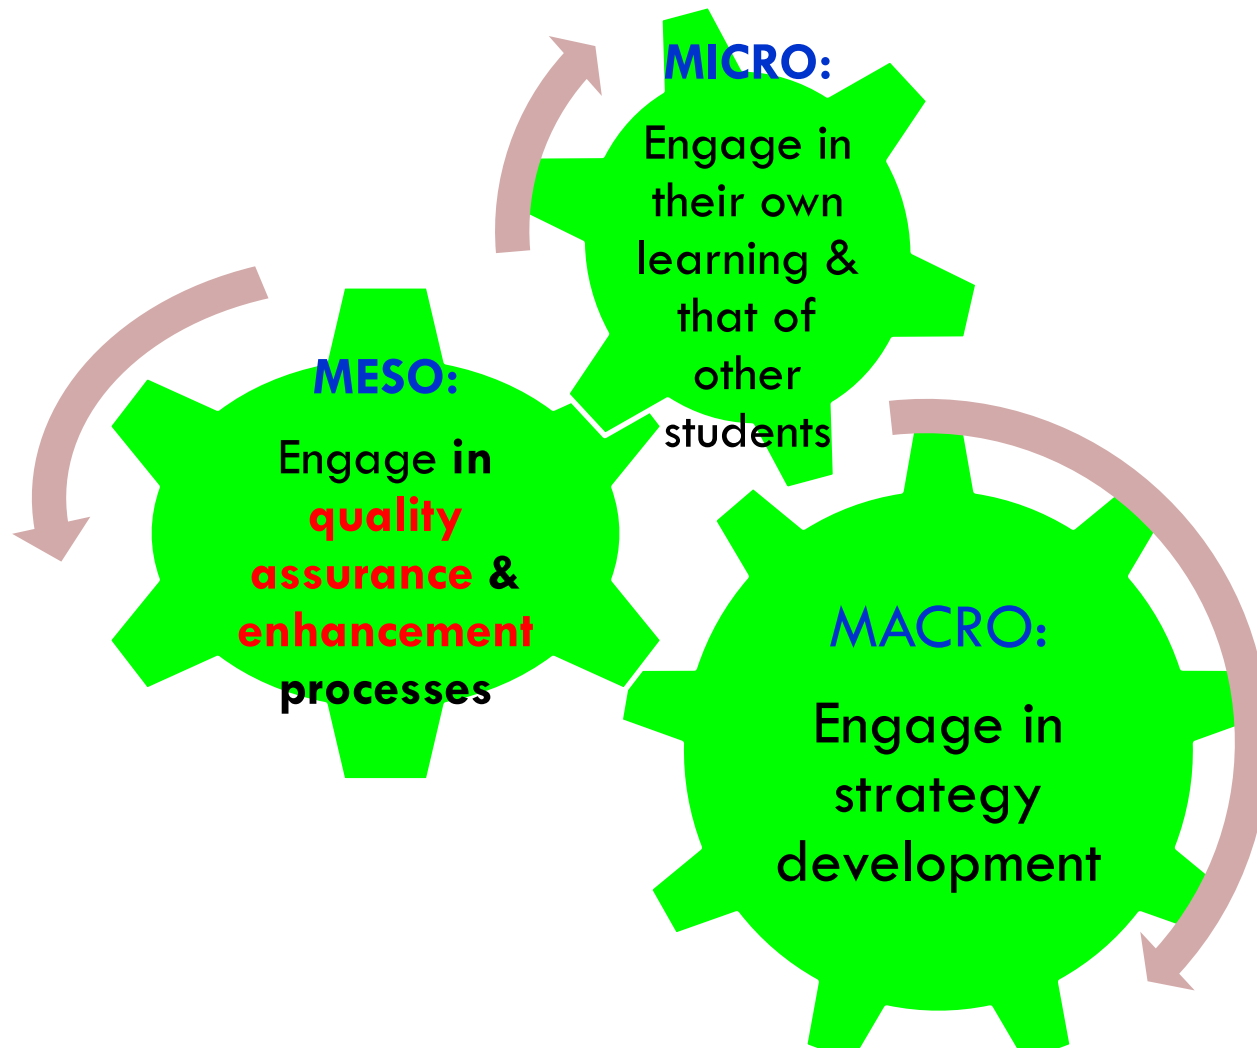 MICRO:
Engage in
their own
learning &
that of
other
students
MESO:
Engage in
quality
assurance &
enhancement
processes
MACRO:
Engage in
strategy
development